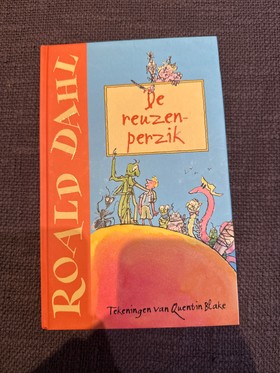 ROALD DAHL
De
reuzen-
perzik
Tekeningen van Quentin Blake